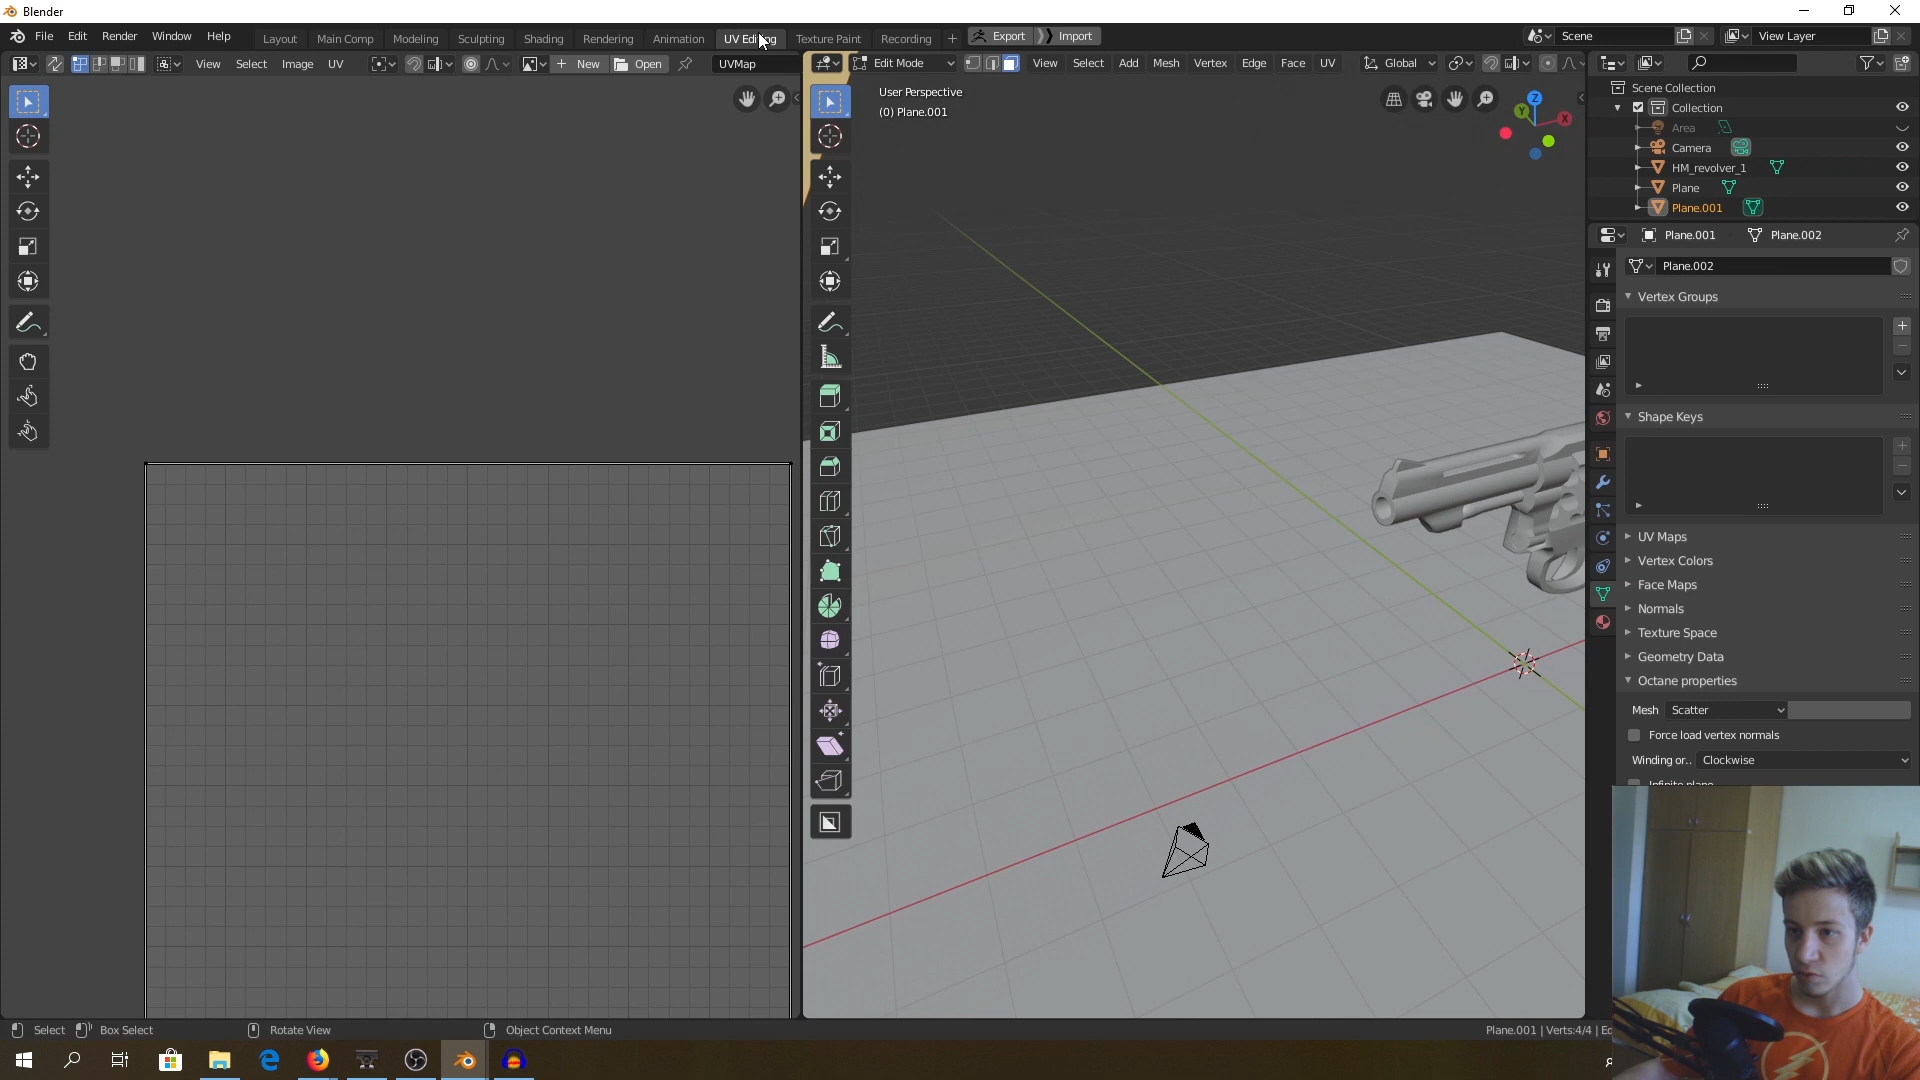 Blender
File Edit Render Window Help Layout Main Comp Modeling Sculpting Shading Rendering Animation UV Editing Texture Paint Recording + Export Import Scene View Layer
View Select Image UV + New Open UVMap Edit Mode View Select Add Mesh Vertex Edge Face UV Global
User Perspective
(0) Plane.001
Z
Y
X
Scene Collection
Collection
Area
Camera
HM_revolver_1
Plane
Plane.001
Plane.001 Plane.002
Plane.002
Vertex Groups
Shape Keys
UV Maps
Vertex Colors
Face Maps
Normals
Texture Space
Geometry Data
Octane properties
Mesh Scatter
Force load vertex normals
Winding or.. Clockwise
Infinite plane
Select Box Select Rotate View Object Context Menu Plane.001 | Verts:4/4 | Ed